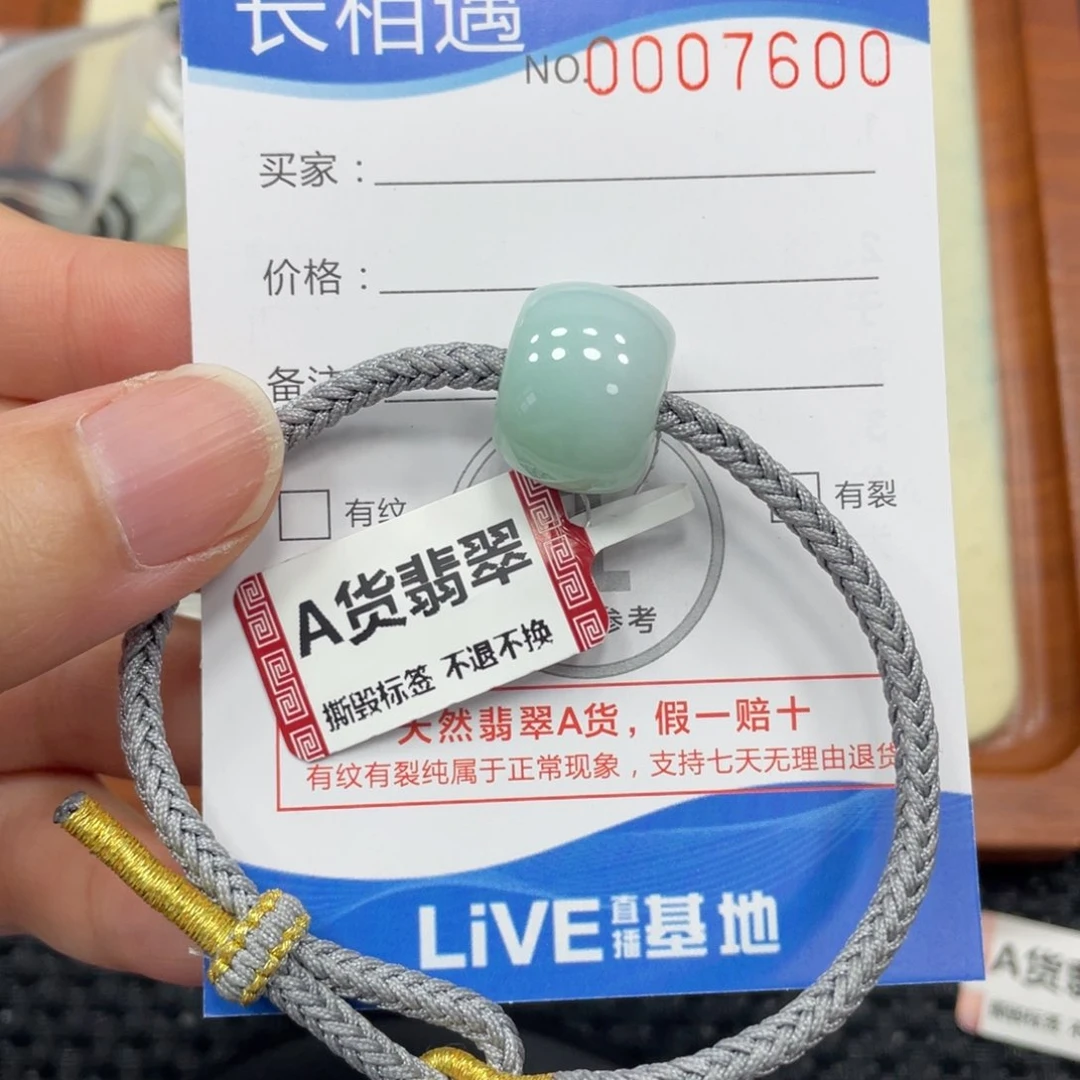 长相遇
NO.0007600
买家：
价格：
备注
有纹
有裂
参考
A货翡翠
撕毁标签 不退不换
天然翡翠A货，假一赔十
有纹有裂纯属于正常现象，支持七天无理由退货
LiVE直播基地
A货翡